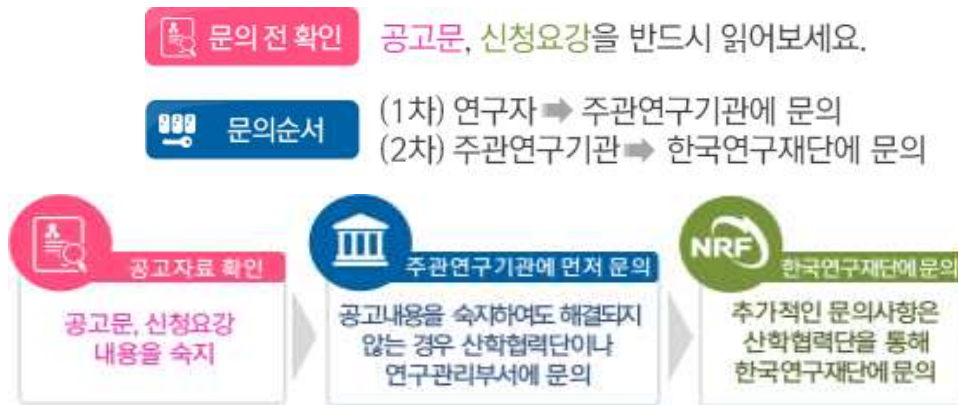 문의 전 확인
공고문, 신청요강을 반드시 읽어보세요.
문의순서
(1차) 연구자 ➡ 주관연구기관에 문의
(2차) 주관연구기관 ➡ 한국연구재단에 문의
공고자료 확인
공고문, 신청요강
내용을 숙지
주관연구기관에 먼저 문의
공고내용을 숙지하여도 해결되지
않는 경우 산학협력단이나
연구관리부서에 문의
NRF
한국연구재단에 문의
추가적인 문의사항은
산학협력단을 통해
한국연구재단에 문의